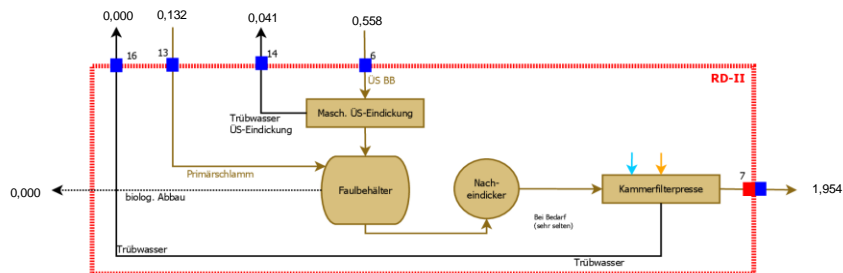 0,000
0,132
0,041
0,558
16
13
14
6
RD-II
ÜS BB
Masch. ÜS-Eindickung
Trübwasser
ÜS-Eindickung
Primärschlamm
Faulbehälter
Nach-
eindicker
Kammerfilterpresse
7
1,954
0,000
biolog. Abbau
Bei Bedarf
(sehr selten)
Trübwasser
Trübwasser